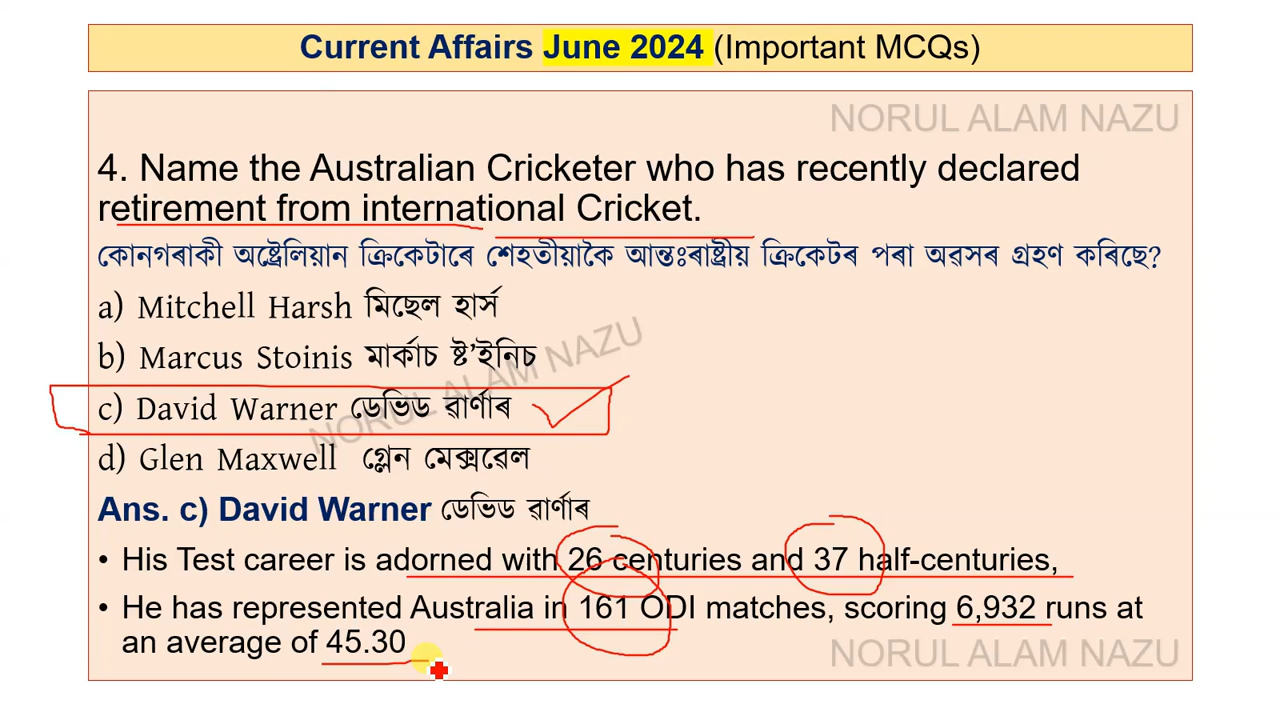 Current Affairs June 2024 (Important MCQs)
NORUL ALAM NAZU
4. Name the Australian Cricketer who has recently declared
retirement from international Cricket.
কোনগৰাকী অষ্ট্ৰেলিয়ান ক্ৰিকেটাৰে শেহতীয়াকৈ আন্তঃৰাষ্ট্ৰীয় ক্ৰিকেটৰ পৰা অৱসৰ গ্ৰহণ কৰিছে?
a) Mitchell Harsh মিছেল হাৰ্স
b) Marcus Stoinis মাৰ্কাচ ষ্ট’ইনিচ
NORUL ALAM NAZU
c) David Warner ডেভিড ৱাৰ্ণাৰ
d) Glen Maxwell গ্লেন মেক্সৱেল
Ans. c) David Warner ডেভিড ৱাৰ্ণাৰ
• His Test career is adorned with 26 centuries and 37 half-centuries,
• He has represented Australia in 161 ODI matches, scoring 6,932 runs at
an average of 45.30
NORUL ALAM NAZU